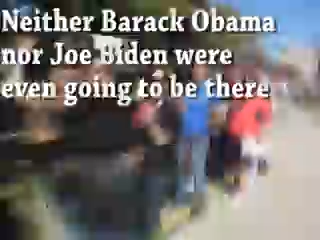 Neither Barack Obama
nor Joe Biden were
even going to be there